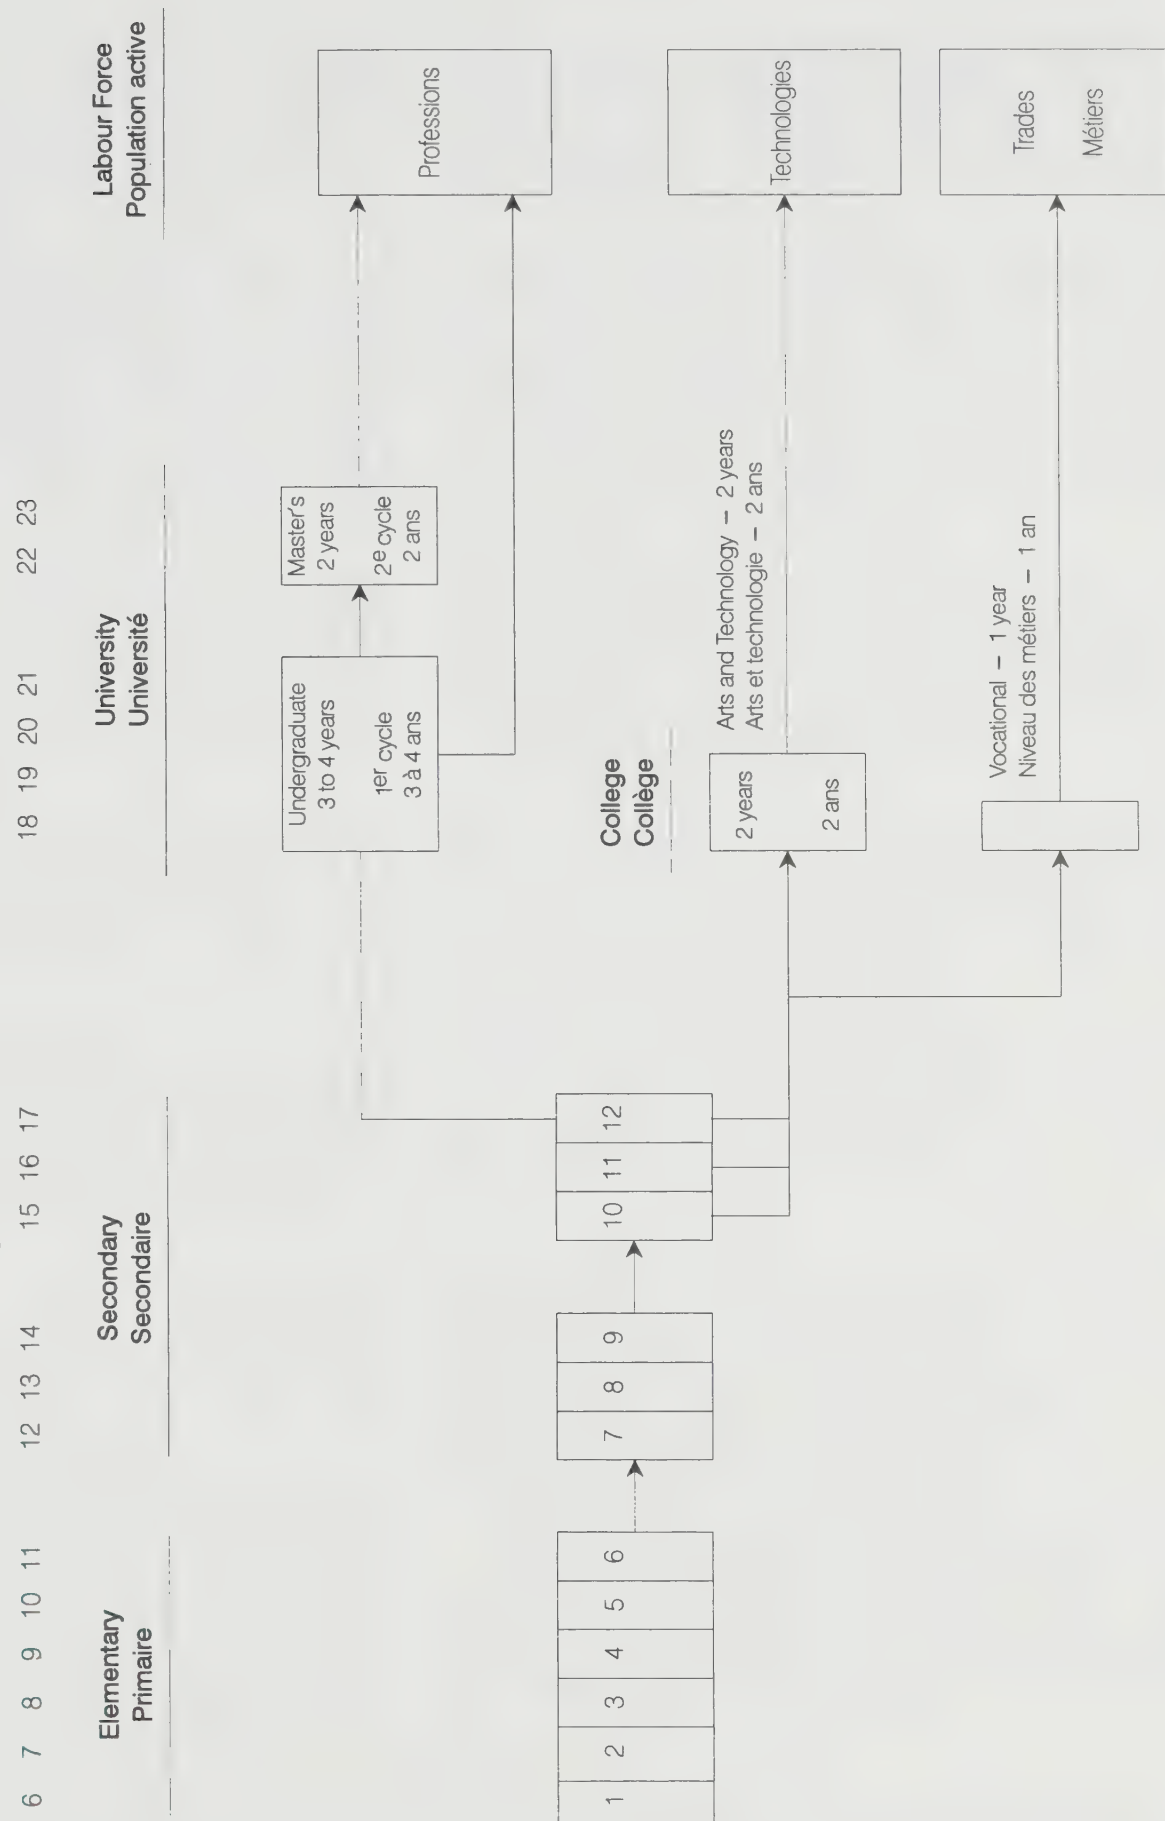 6 7 8 9 10 11 12 13 14 15 16 17 18 19 20 21 22 23
Elementary
Primaire
Secondary
Secondaire
University
Université
Labour Force
Population active
Undergraduate
3 to 4 years
1er cycle
3 à 4 ans
Master's
2 years
2e cycle
2 ans
Professions
1 2 3 4 5 6
7 8 9
10 11 12
College
Collège
2 years
2 ans
Arts and Technology – 2 years
Arts et technologie – 2 ans
Technologies
Vocational – 1 year
Niveau des métiers – 1 an
Trades
Métiers